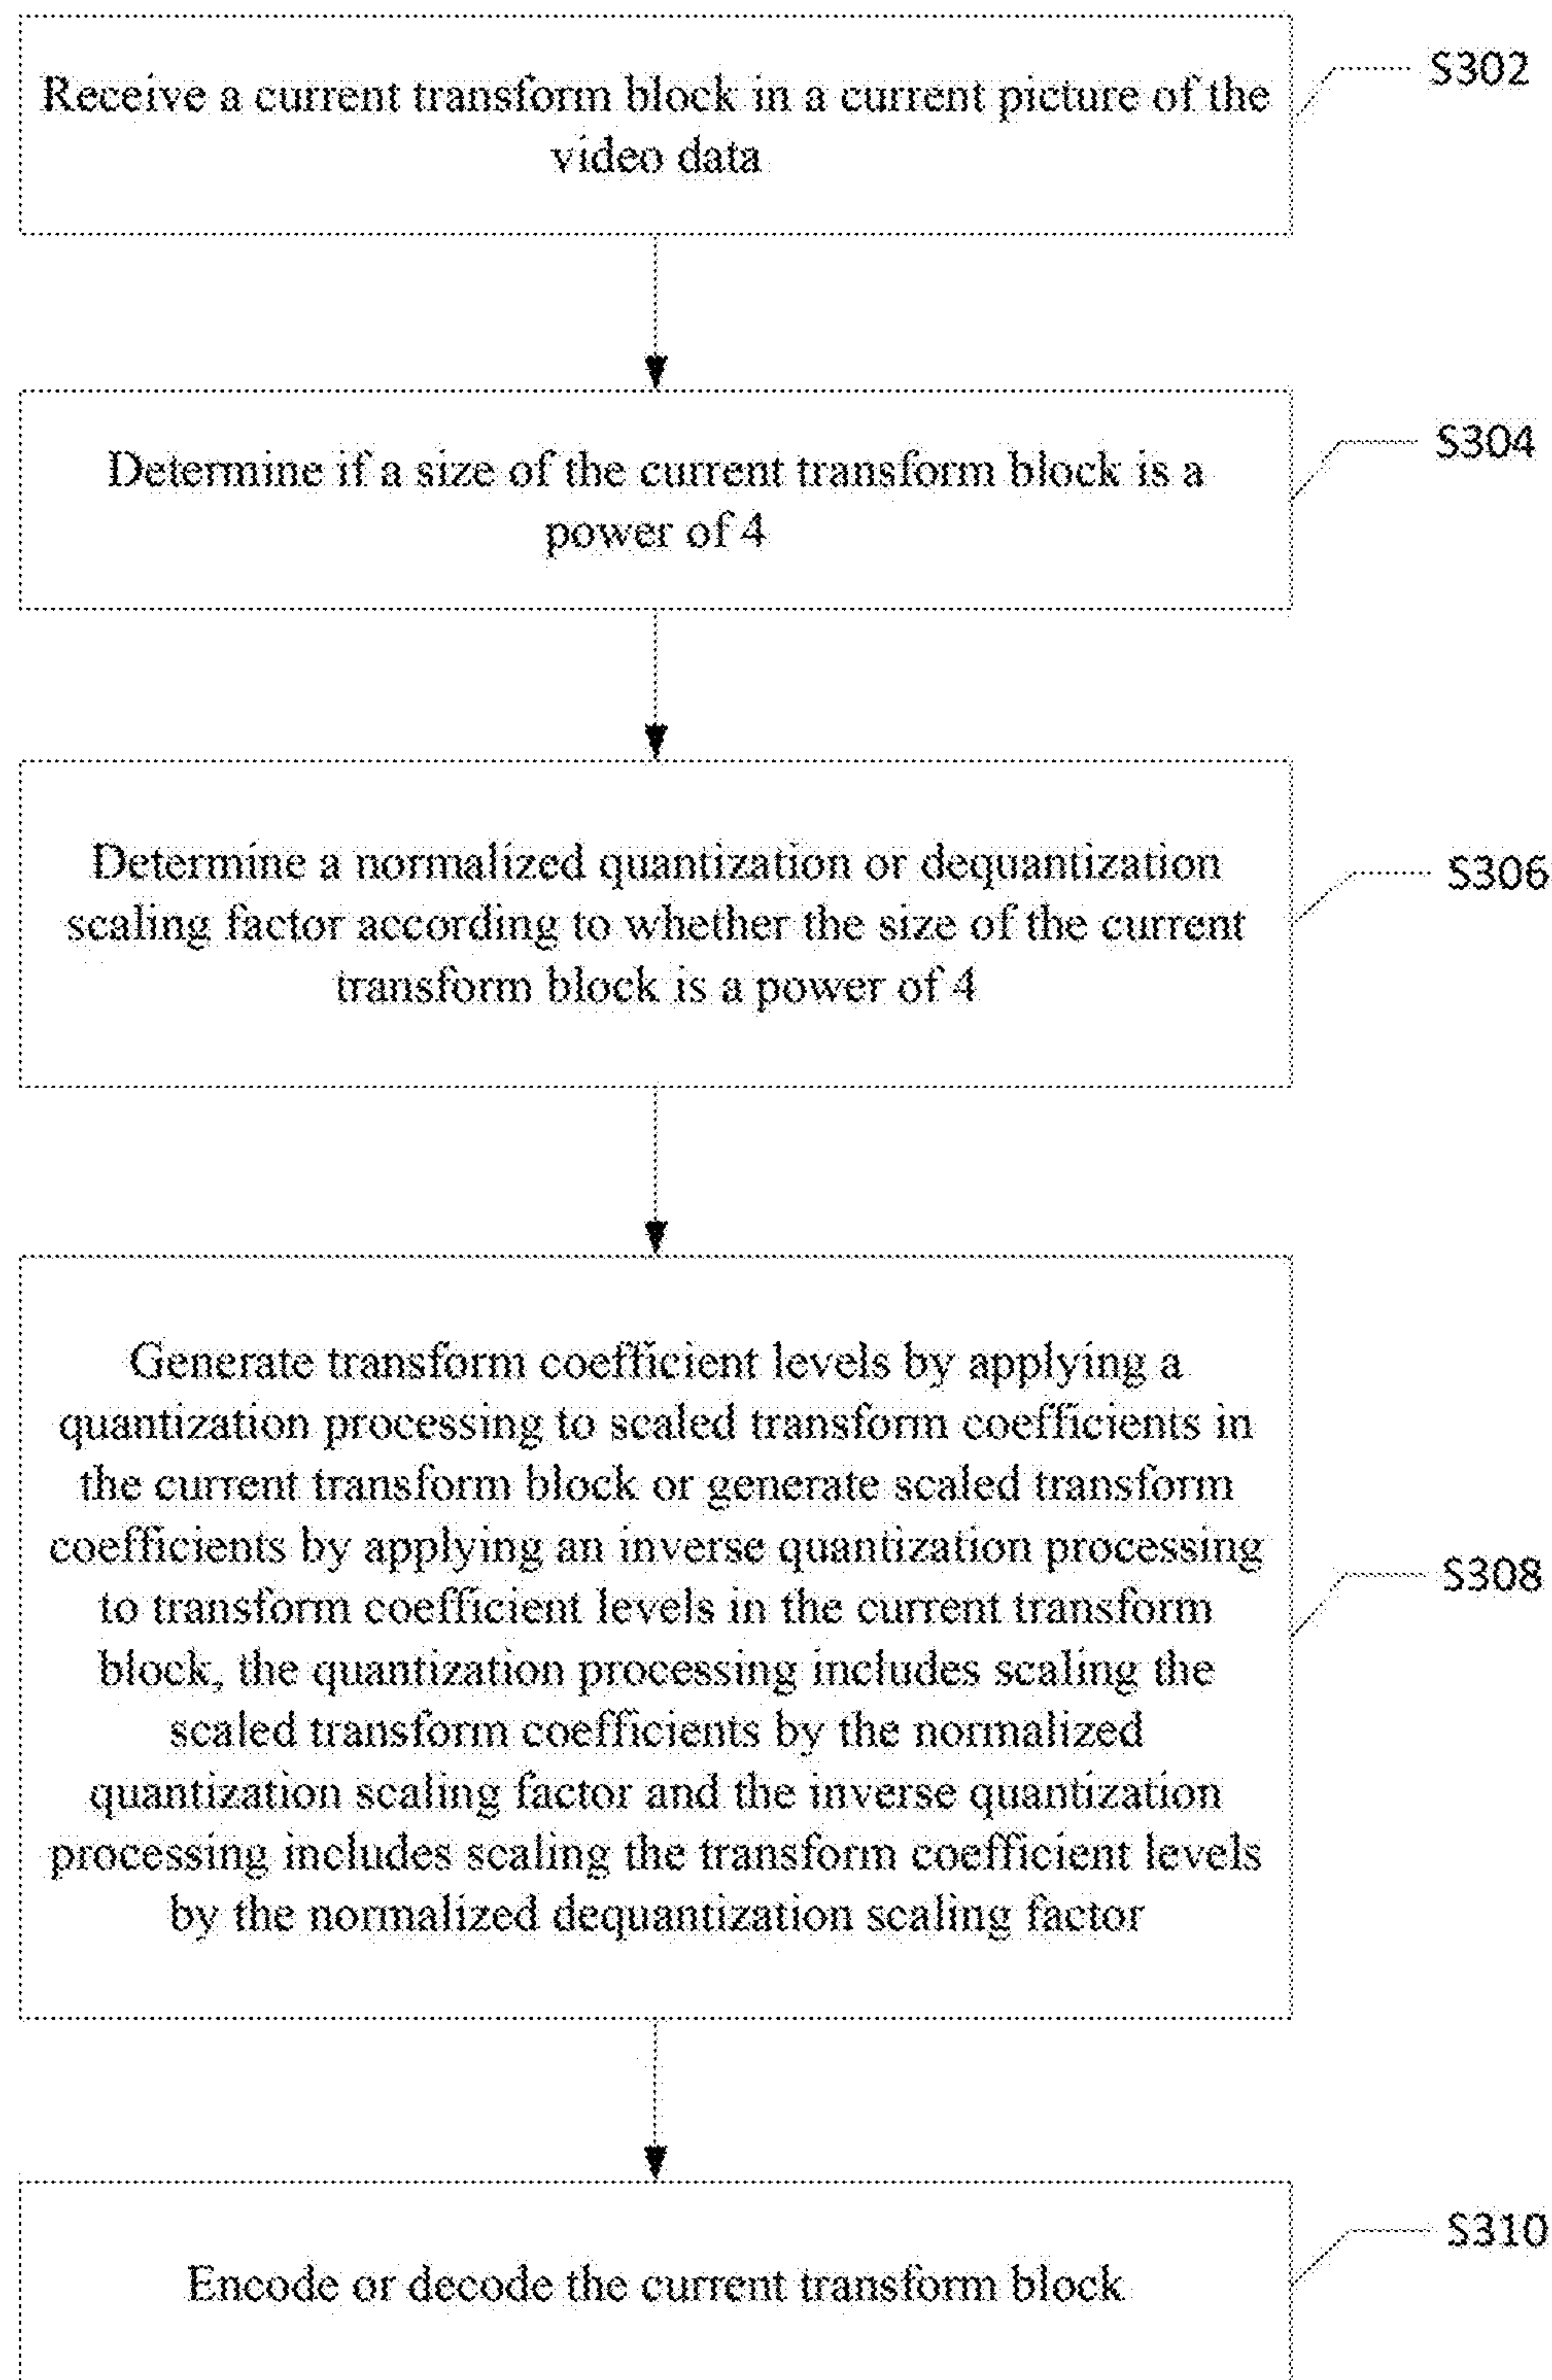 Receive a current transform block in a current picture of the
video data
S302
Determine if a size of the current transform block is a
power of 4
S304
Determine a normalized quantization or dequantization
scaling factor according to whether the size of the current
transform block is a power of 4
S306
Generate transform coefficient levels by applying a
quantization processing to scaled transform coefficients in
the current transform block or generate scaled transform
coefficients by applying an inverse quantization processing
to transform coefficient levels in the current transform
block, the quantization processing includes scaling the
scaled transform coefficients by the normalized
quantization scaling factor and the inverse quantization
processing includes scaling the transform coefficient levels
by the normalized dequantization scaling factor
S308
Encode or decode the current transform block
S310